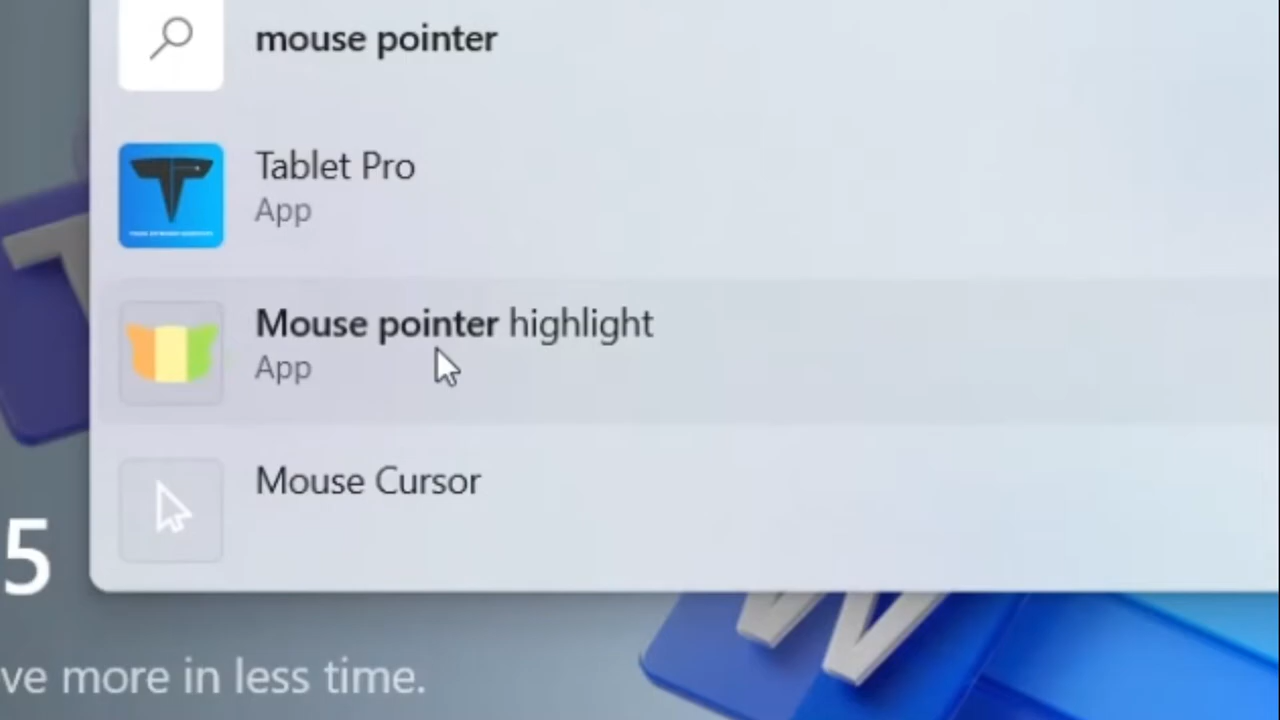 mouse pointer
Tablet Pro
App
Mouse pointer highlight
App
Mouse Cursor
5
ve more in less time.
W